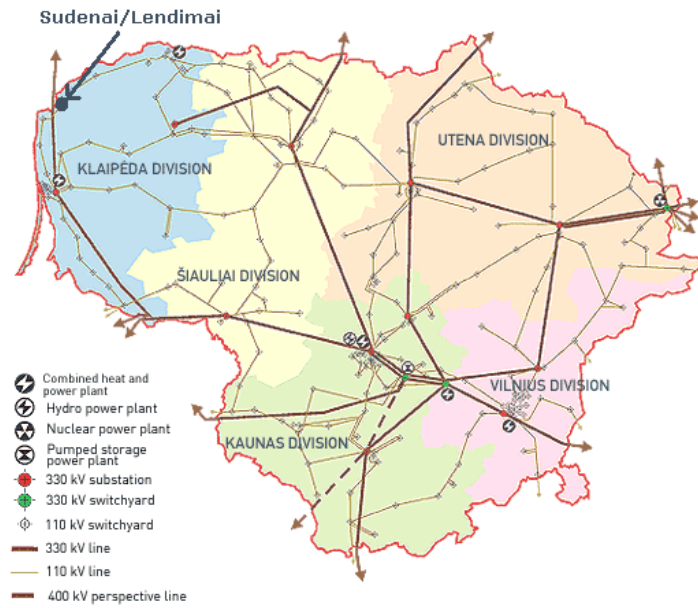 Sudenai/Lendimai
UTENA DIVISION
KLAIPĖDA DIVISION
ŠIAULIAI DIVISION
VILNIUS DIVISION
KAUNAS DIVISION
Combined heat and
power plant
Hydro power plant
Nuclear power plant
Pumped storage
power plant
330 kV substation
330 kV switchyard
110 kV switchyard
330 kV line
110 kV line
400 kV perspective line